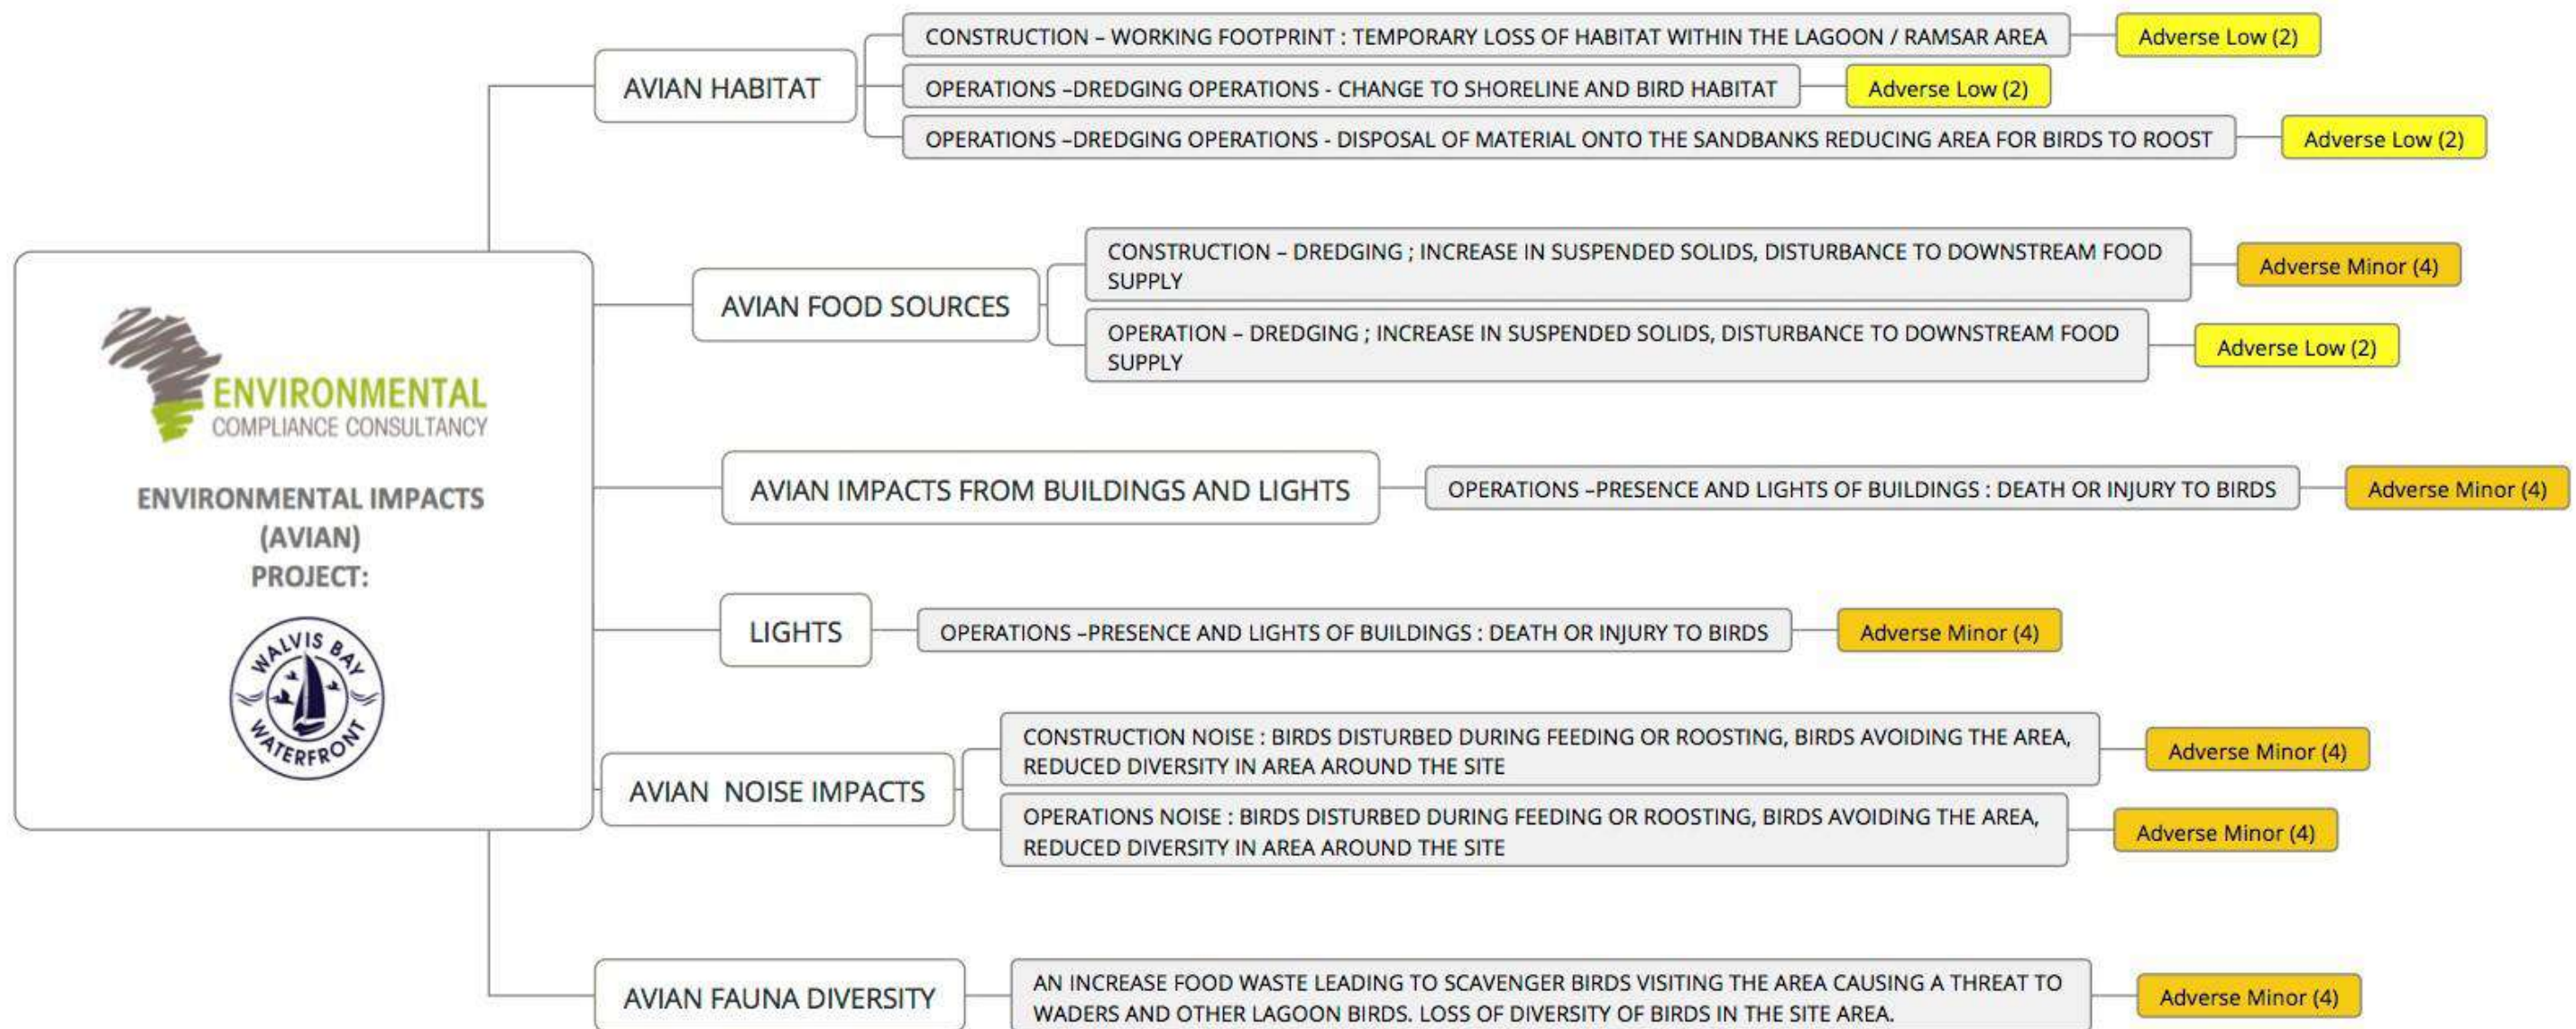 AVIAN HABITAT
CONSTRUCTION – WORKING FOOTPRINT : TEMPORARY LOSS OF HABITAT WITHIN THE LAGOON / RAMSAR AREA
Adverse Low (2)
OPERATIONS –DREDGING OPERATIONS - CHANGE TO SHORELINE AND BIRD HABITAT
Adverse Low (2)
OPERATIONS –DREDGING OPERATIONS - DISPOSAL OF MATERIAL ONTO THE SANDBANKS REDUCING AREA FOR BIRDS TO ROOST
Adverse Low (2)
ENVIRONMENTAL
COMPLIANCE CONSULTANCY
ENVIRONMENTAL IMPACTS
(AVIAN)
PROJECT:
WALVIS BAY
WATERFRONT
AVIAN FOOD SOURCES
CONSTRUCTION – DREDGING ; INCREASE IN SUSPENDED SOLIDS, DISTURBANCE TO DOWNSTREAM FOOD
SUPPLY
Adverse Minor (4)
OPERATION – DREDGING ; INCREASE IN SUSPENDED SOLIDS, DISTURBANCE TO DOWNSTREAM FOOD
SUPPLY
Adverse Low (2)
AVIAN IMPACTS FROM BUILDINGS AND LIGHTS
OPERATIONS –PRESENCE AND LIGHTS OF BUILDINGS : DEATH OR INJURY TO BIRDS
Adverse Minor (4)
LIGHTS
OPERATIONS –PRESENCE AND LIGHTS OF BUILDINGS : DEATH OR INJURY TO BIRDS
Adverse Minor (4)
AVIAN  NOISE IMPACTS
CONSTRUCTION NOISE : BIRDS DISTURBED DURING FEEDING OR ROOSTING, BIRDS AVOIDING THE AREA,
REDUCED DIVERSITY IN AREA AROUND THE SITE
Adverse Minor (4)
OPERATIONS NOISE : BIRDS DISTURBED DURING FEEDING OR ROOSTING, BIRDS AVOIDING THE AREA,
REDUCED DIVERSITY IN AREA AROUND THE SITE
Adverse Minor (4)
AVIAN FAUNA DIVERSITY
AN INCREASE FOOD WASTE LEADING TO SCAVENGER BIRDS VISITING THE AREA CAUSING A THREAT TO
WADERS AND OTHER LAGOON BIRDS. LOSS OF DIVERSITY OF BIRDS IN THE SITE AREA.
Adverse Minor (4)